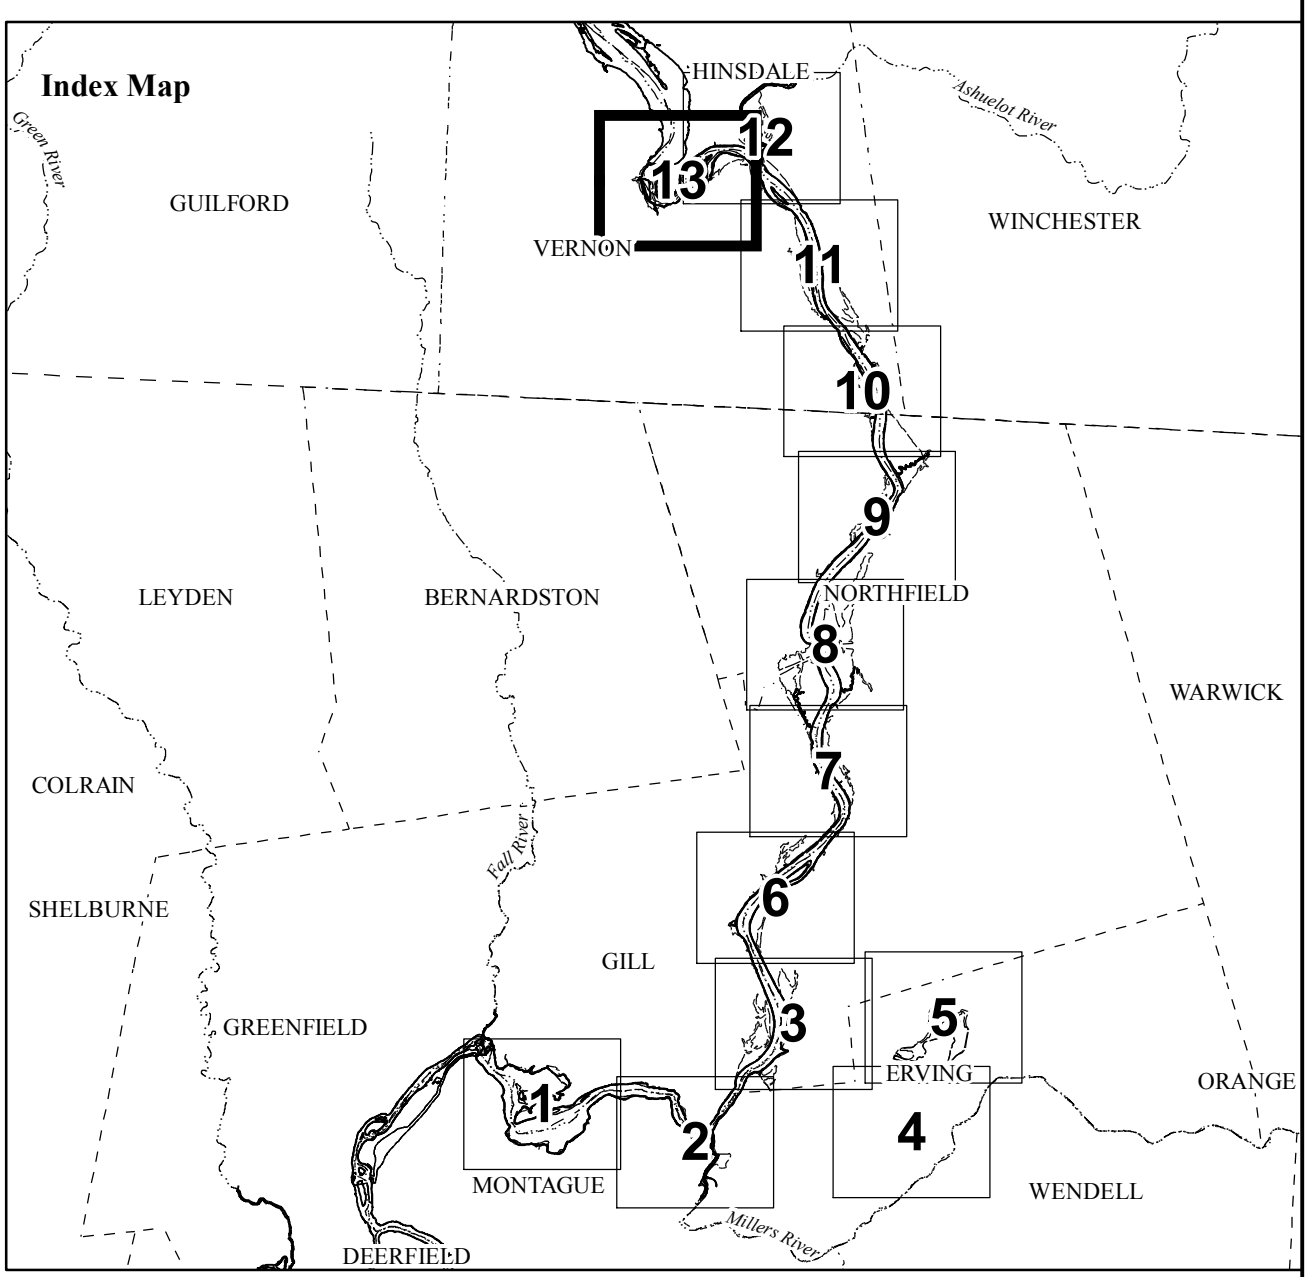 HINSDALE
Index Map
Ashuelot River
Green River
12
13
GUILFORD
WINCHESTER
VERNON
11
10
9
NORTHFIELD
LEYDEN
BERNARDSTON
8
WARWICK
7
COLRAIN
Fall River
6
SHELBURNE
GILL
5
3
GREENFIELD
ERVING
ORANGE
1
4
2
MONTAGUE
WENDELL
Millers River
DEERFIELD